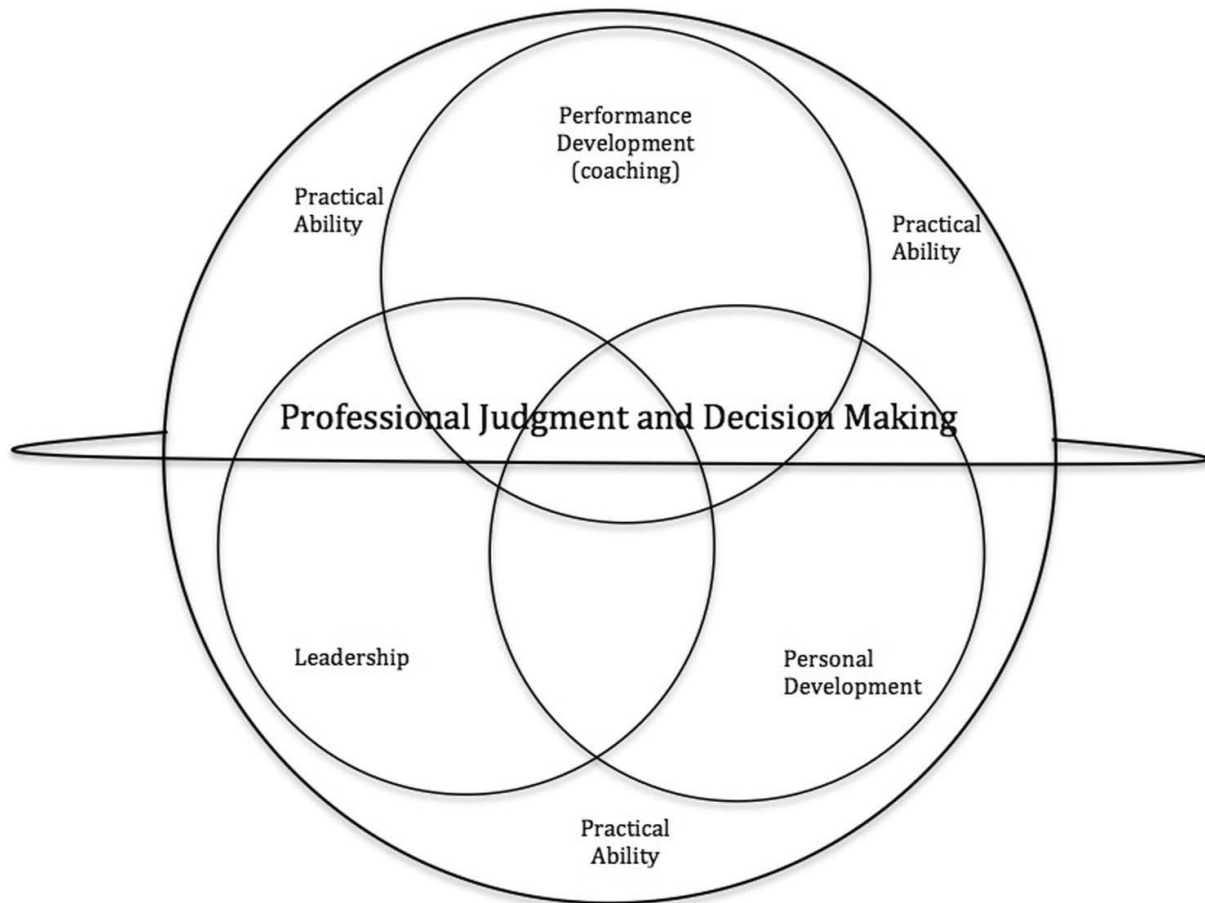 Performance
Development
(coaching)
Practical
Ability
Practical
Ability
Professional Judgment and Decision Making
Leadership
Personal
Development
Practical
Ability